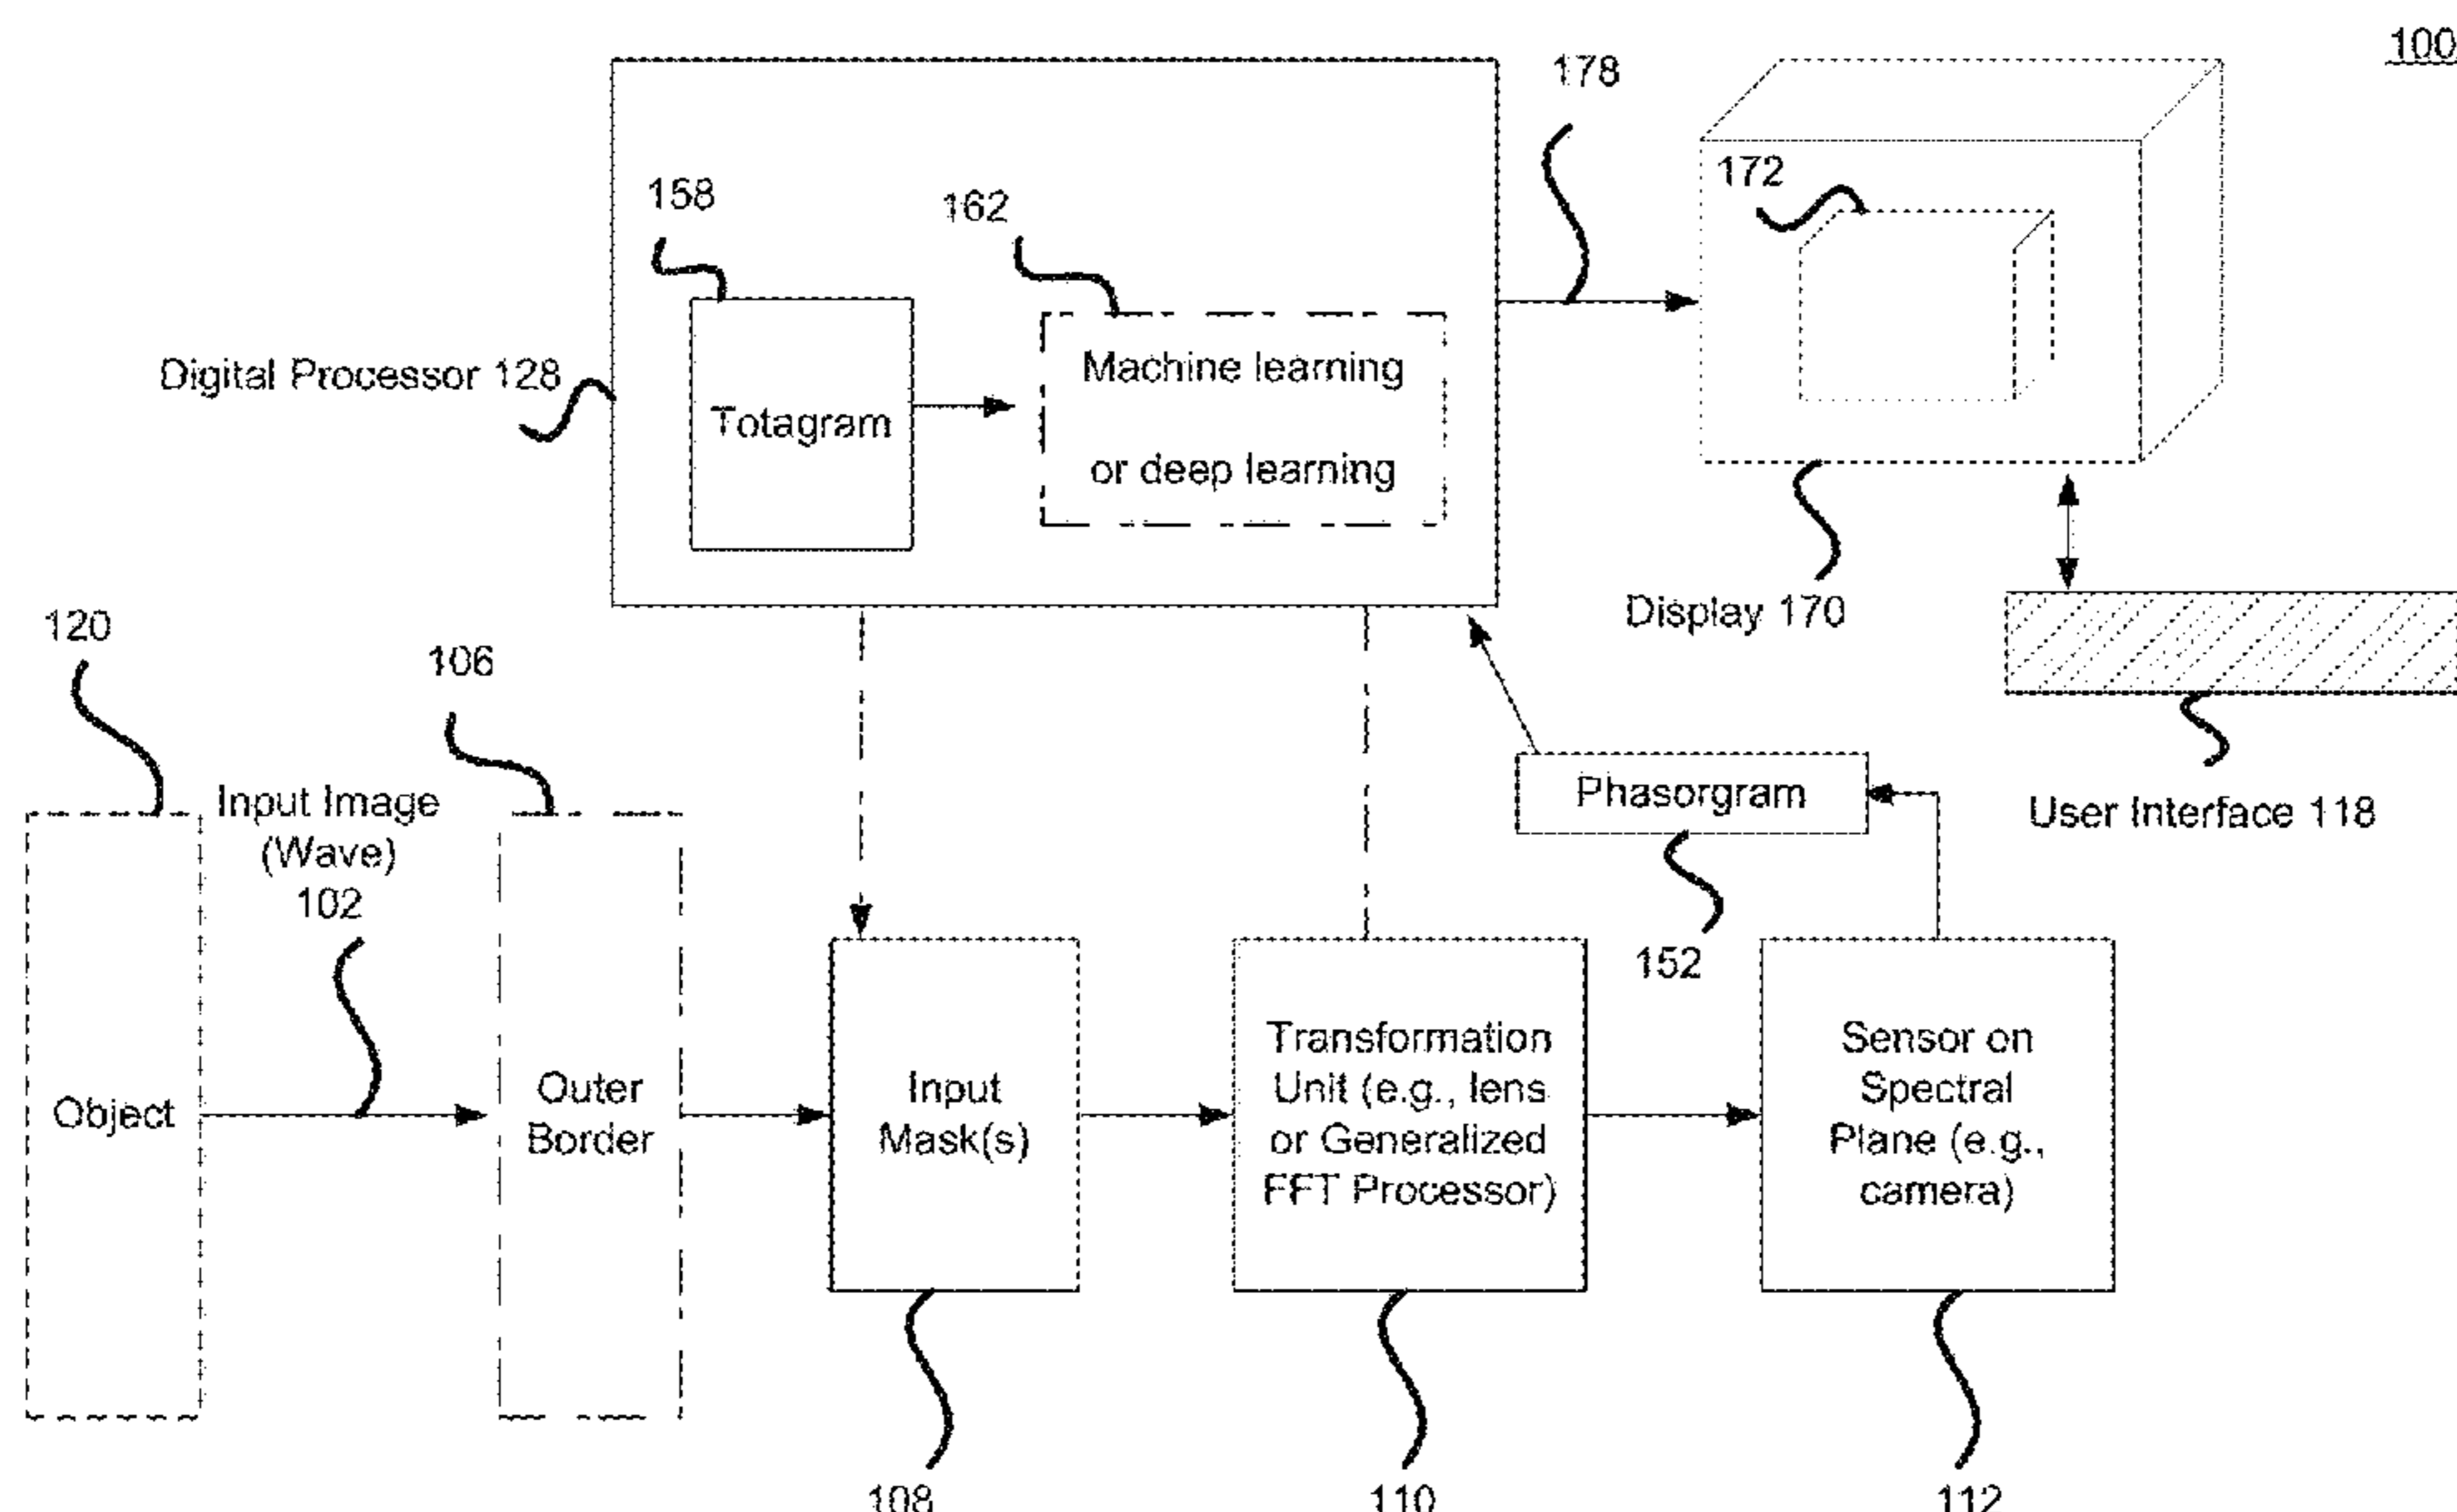 100
178
172
158
162
Digital Processor 128
Totagram
Machine learning
or deep learning
Display 170
User Interface 118
120
106
Input Image
(Wave)
102
Phasorgram
152
Object
Outer
Border
Input
Mask(s)
Transformation
Unit (e.g., lens
or Generalized
FFT Processor)
Sensor on
Spectral
Plane (e.g.,
camera)
108
110
112